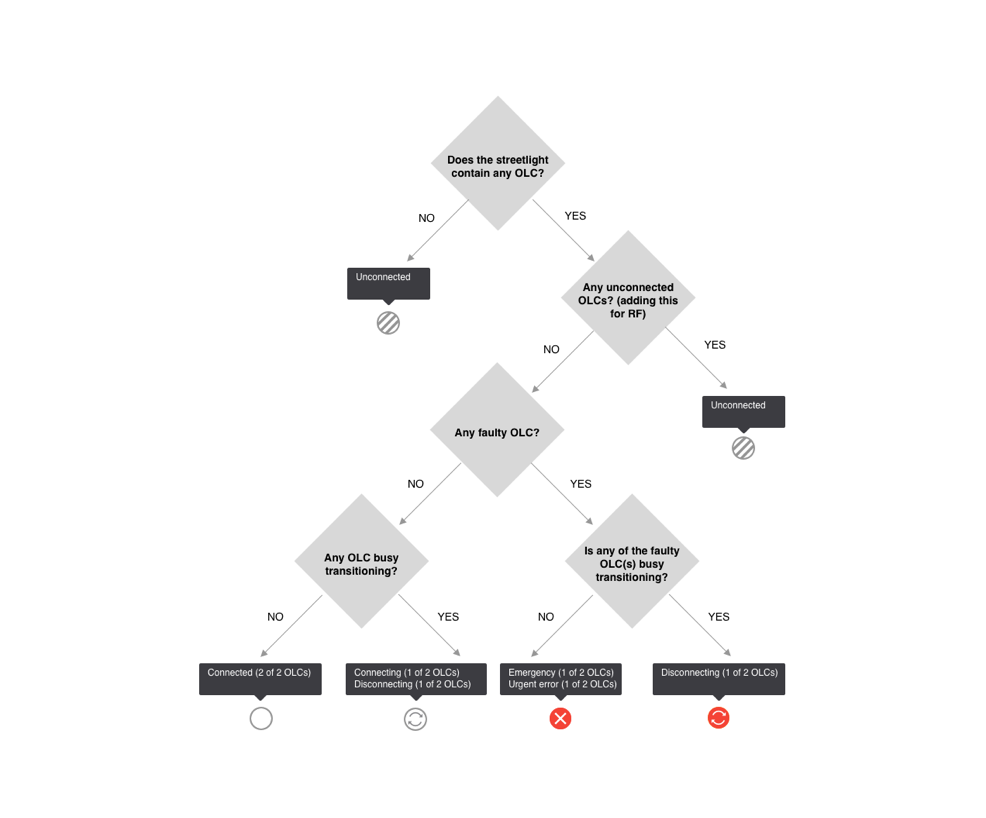 Does the streetlight
contain any OLC?
NO
YES
Unconnected
Any unconnected
OLCs? (adding this
for RF)
NO
YES
Unconnected
Any faulty OLC?
NO
YES
Any OLC busy
transitioning?
Is any of the faulty
OLC(s) busy
transitioning?
NO
YES
NO
YES
Connected (2 of 2 OLCs)
Connecting (1 of 2 OLCs)
Disconnecting (1 of 2 OLCs)
Emergency (1 of 2 OLCs)
Urgent error (1 of 2 OLCs)
Disconnecting (1 of 2 OLCs)